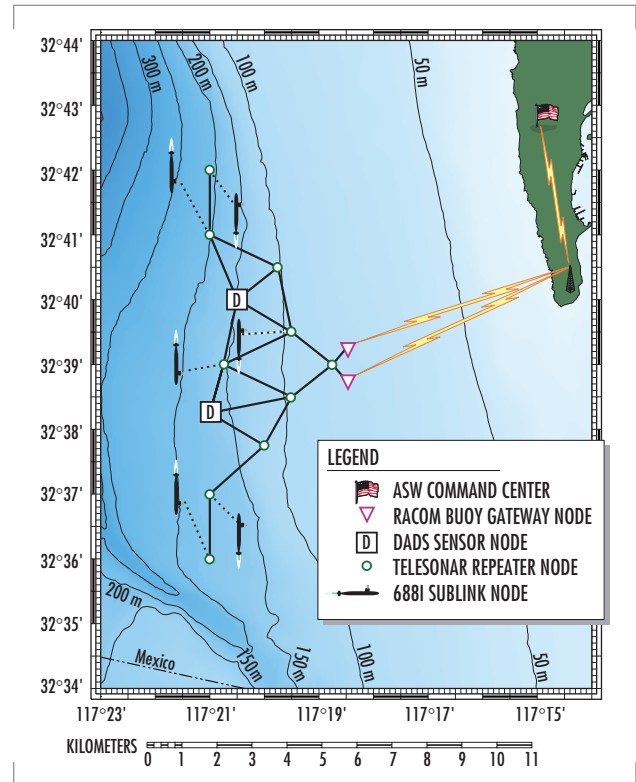 32°44'
32°43'
32°42'
32°41'
32°40'
32°39'
32°38'
32°37'
32°36'
32°35'
32°34'
300 m
200 m
100 m
50 m
D
D
LEGEND
ASW COMMAND CENTER
RACOM BUOY GATEWAY NODE
D DADS SENSOR NODE
TELESONAR REPEATER NODE
688I SUBLINK NODE
200 m
Mexico
150m
150 m
100 m
50 m
117°23' 117°21' 117°19' 117°17' 117°15'
KILOMETERS
0 1 2 3 4 5 6 7 8 9 10 11